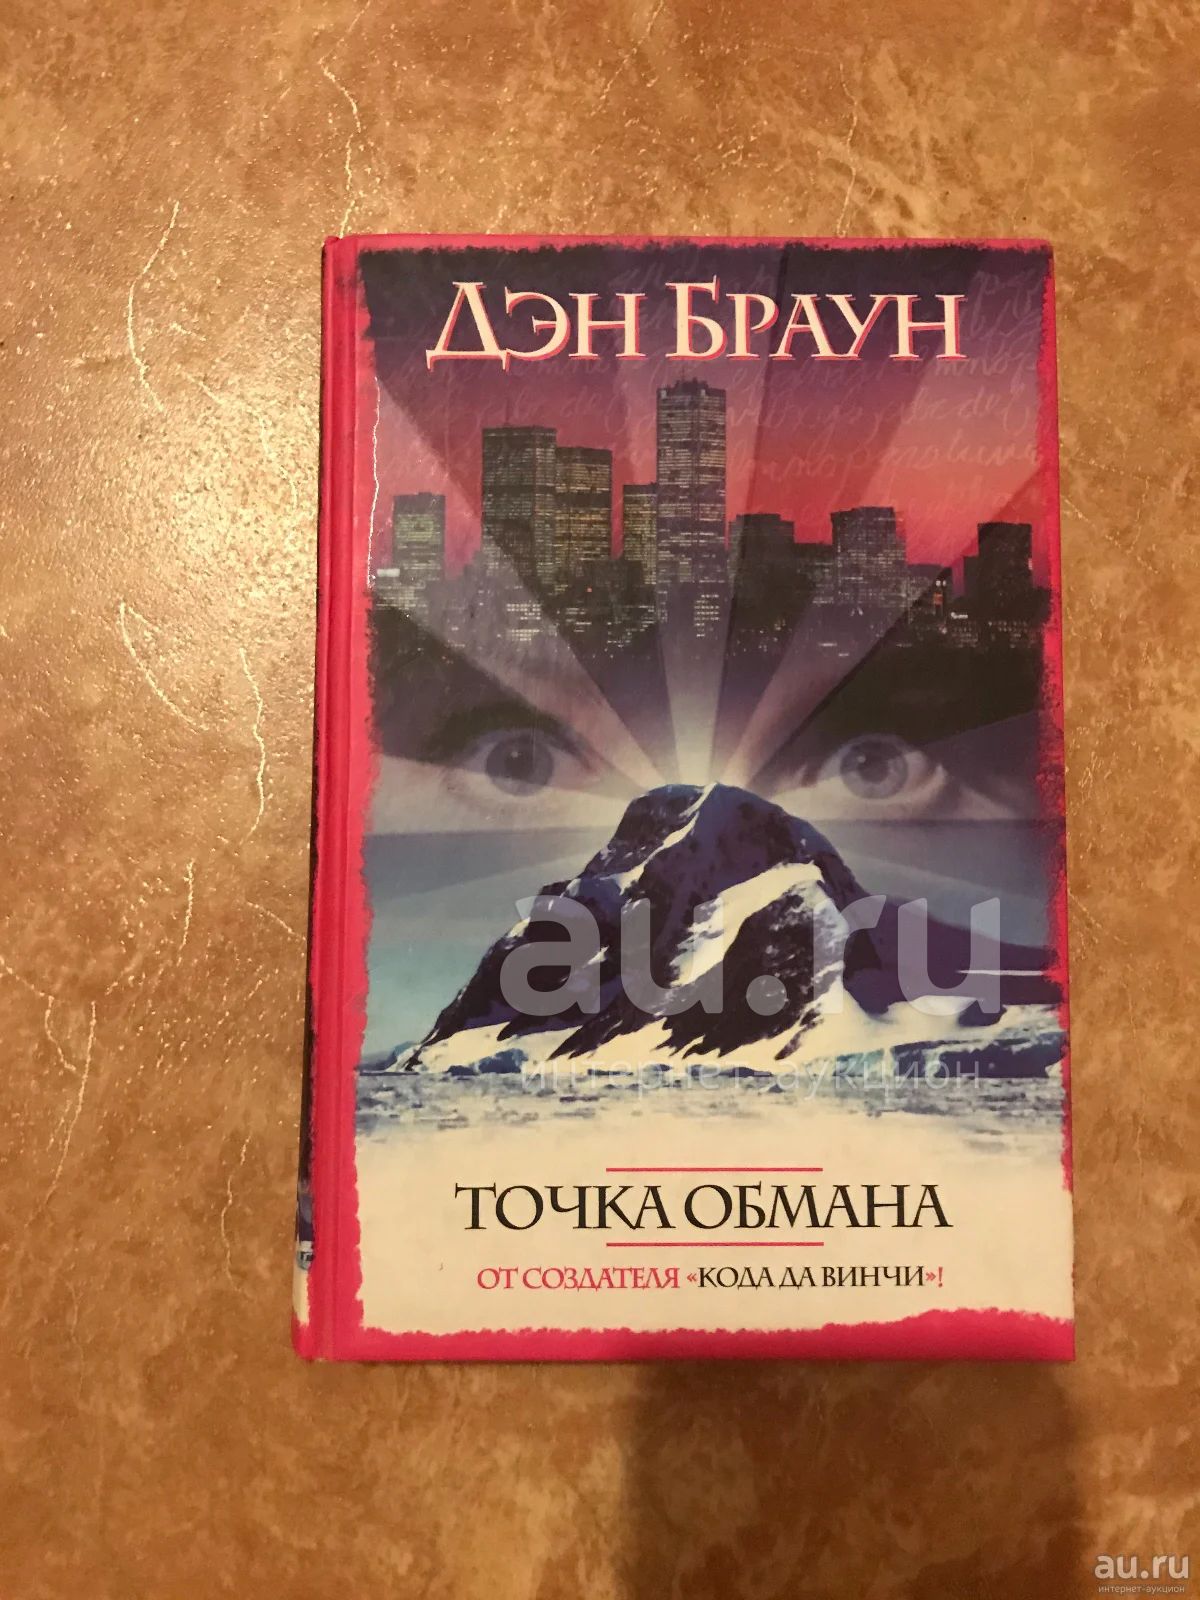 ДЭН БРАУН
au.ru
интернет-аукцион
ТОЧКА ОБМАНА
ОТ СОЗДАТЕЛЯ «КОДА ДА ВИНЧИ»!
au.ru
интернет-аукцион